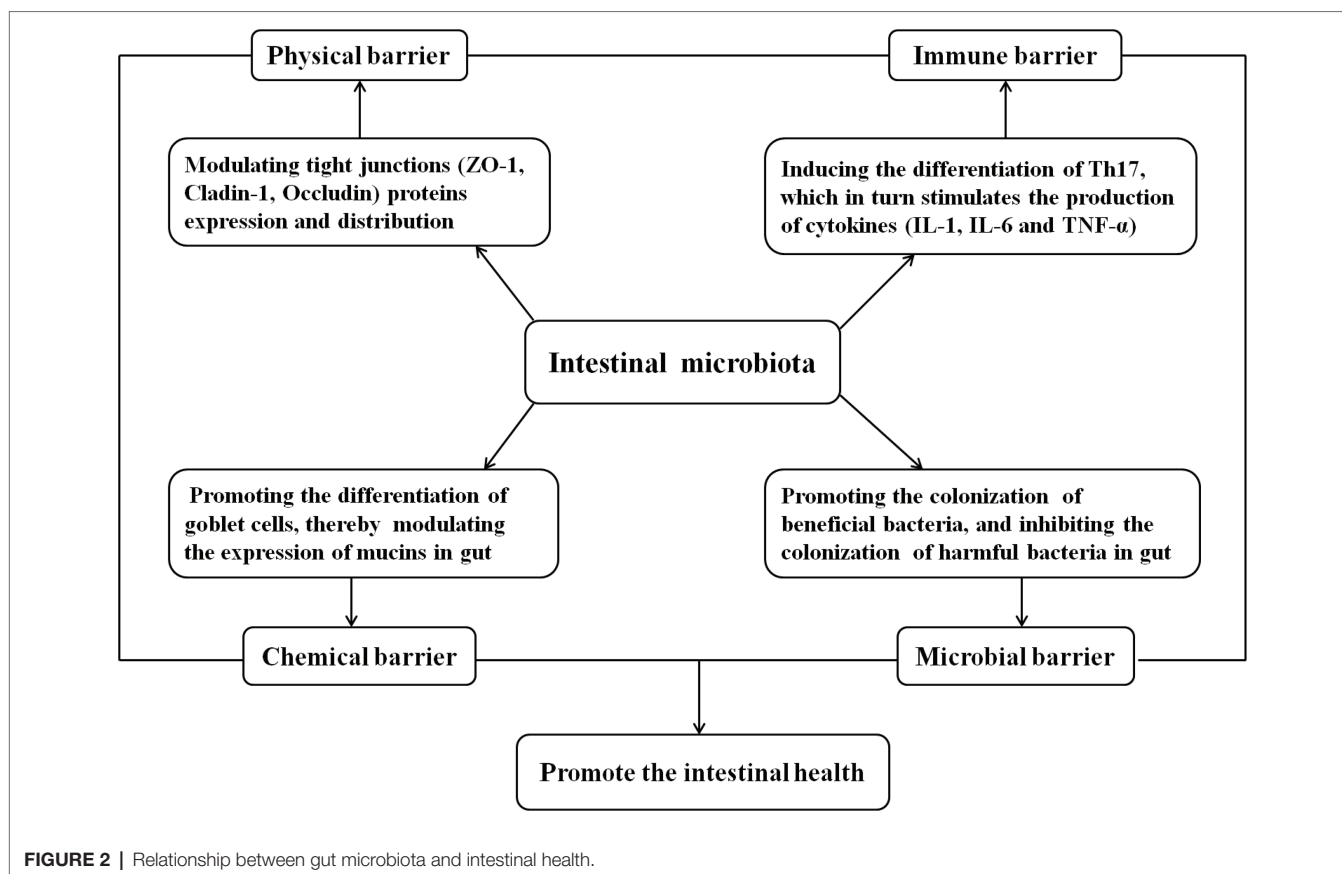 Physical barrier
Immune barrier
Modulating tight junctions (ZO-1,
Cladin-1, Occludin) proteins
expression and distribution
Inducing the differentiation of Th17,
which in turn stimulates the production
of cytokines (IL-1, IL-6 and TNF-α)
Intestinal microbiota
Promoting the differentiation of
goblet cells, thereby modulating
the expression of mucins in gut
Promoting the colonization of
beneficial bacteria, and inhibiting the
colonization of harmful bacteria in gut
Chemical barrier
Microbial barrier
Promote the intestinal health
FIGURE 2 | Relationship between gut microbiota and intestinal health.